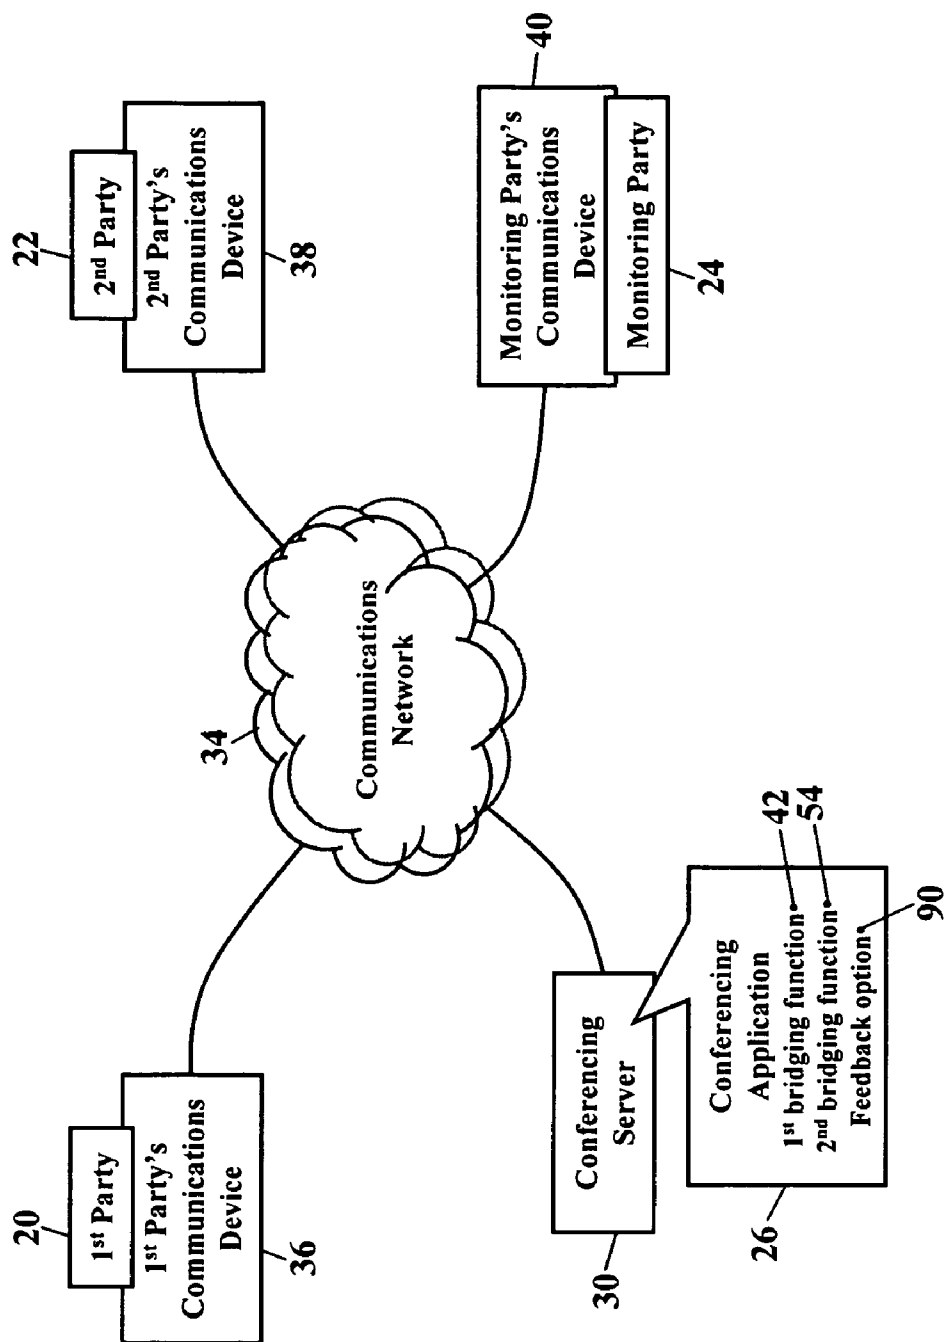 20
1st Party
1st Party's
Communications
Device
36
22
2nd Party
2nd Party's
Communications
Device
38
34
Communications
Network
30
Conferencing
Server
26
Conferencing
Application
1st bridging function
2nd bridging function
Feedback option
42
54
90
40
Monitoring Party's
Communications
Device
Monitoring Party
24